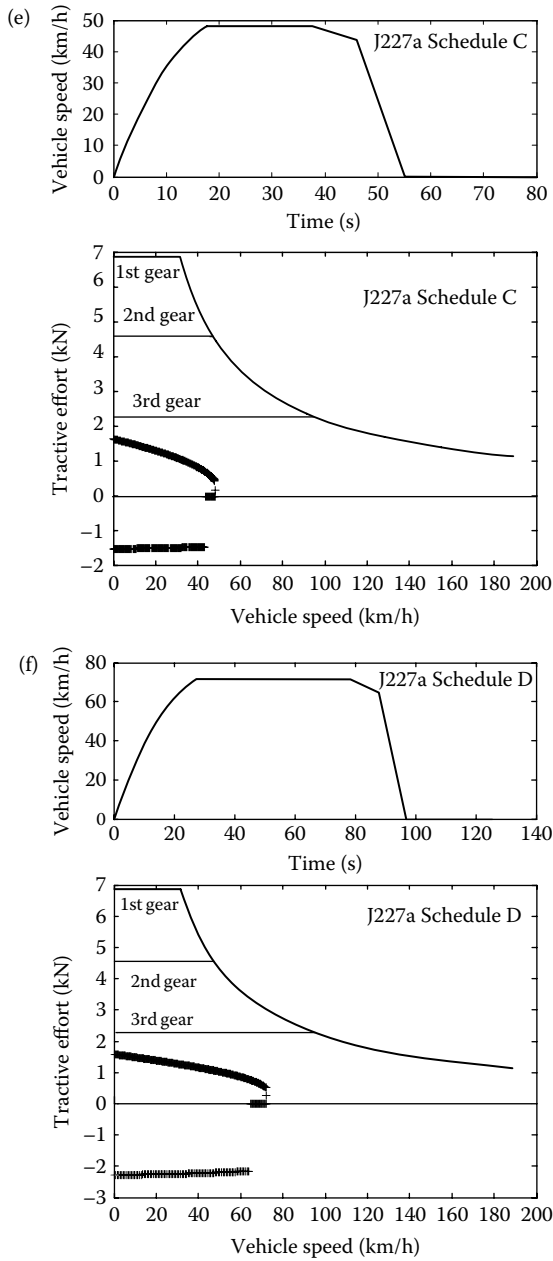 (e)
50
40
30
20
10
0
Vehicle speed (km/h)
J227a Schedule C
0 10 20 30 40 50 60 70 80
Time (s)
7
6
5
4
3
2
1
0
−1
−2
Tractive effort (kN)
1st gear
2nd gear
3rd gear
J227a Schedule C
0 20 40 60 80 100 120 140 160 180 200
Vehicle speed (km/h)
(f)
80
60
40
20
0
Vehicle speed (km/h)
J227a Schedule D
0 20 40 60 80 100 120 140
Time (s)
7
6
5
4
3
2
1
0
−1
−2
−3
Tractive effort (kN)
1st gear
2nd gear
3rd gear
J227a Schedule D
0 20 40 60 80 100 120 140 160 180 200
Vehicle speed (km/h)